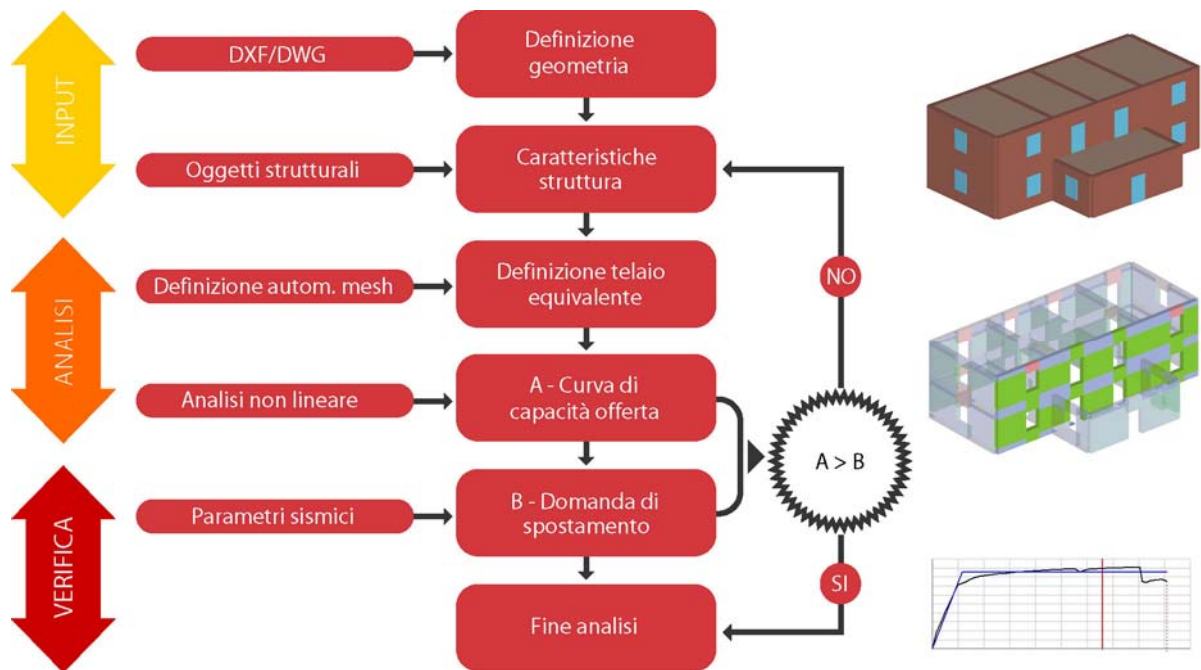 INPUT
DXF/DWG
Definizione
geometria
Oggetti strutturali
Caratteristiche
struttura
ANALISI
Definizione autom. mesh
Definizione telaio
equivalente
NO
Analisi non lineare
A - Curva di
capacità offerta
A > B
VERIFICA
Parametri sismici
B - Domanda di
spostamento
SI
Fine analisi